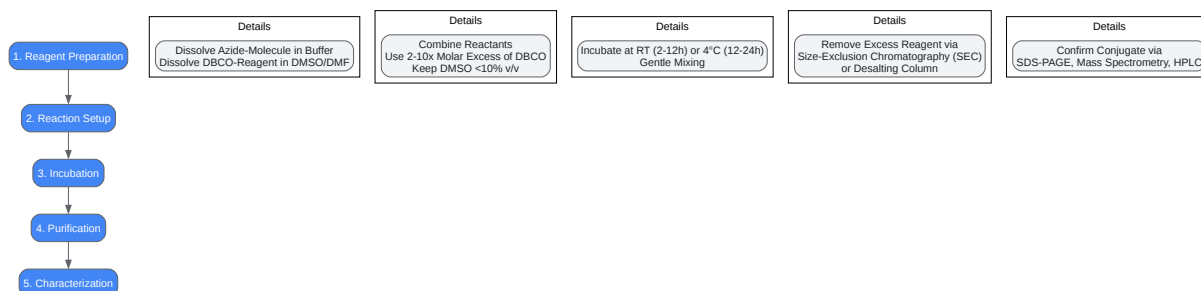 1. Reagent Preparation
2. Reaction Setup
3. Incubation
4. Purification
5. Characterization
Details
Dissolve Azide-Molecule in Buffer
Dissolve DBCO-Reagent in DMSO/DMF
Details
Combine Reactants
Use 2-10x Molar Excess of DBCO
Keep DMSO <10% v/v
Details
Incubate at RT (2-12h) or 4°C (12-24h)
Gentle Mixing
Details
Remove Excess Reagent via
Size-Exclusion Chromatography (SEC)
or Desalting Column
Details
Confirm Conjugate via
SDS-PAGE, Mass Spectrometry, HPLC